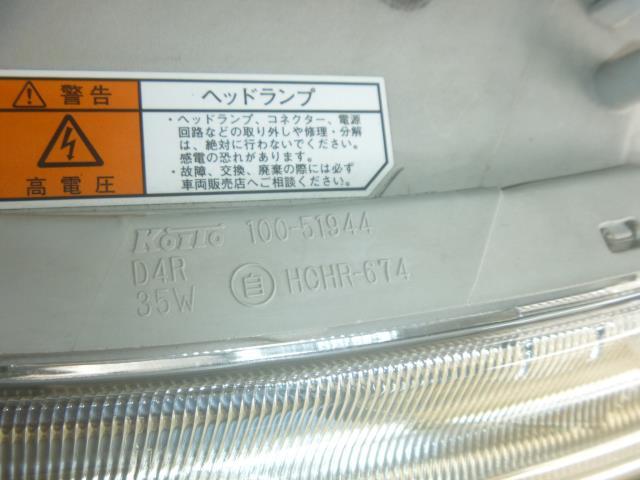 警告
高電圧
ヘッドランプ
・ヘッドランプ、コネクター、電源
回路などの取り外しや修理・分解
は、絶対に行わないでください。
感電の恐れがあります。
・故障、交換、廃棄の際には必ず
車両販売店へご相談ください。
KOITO 100-51944
D4R
35W 自 HCHR-674